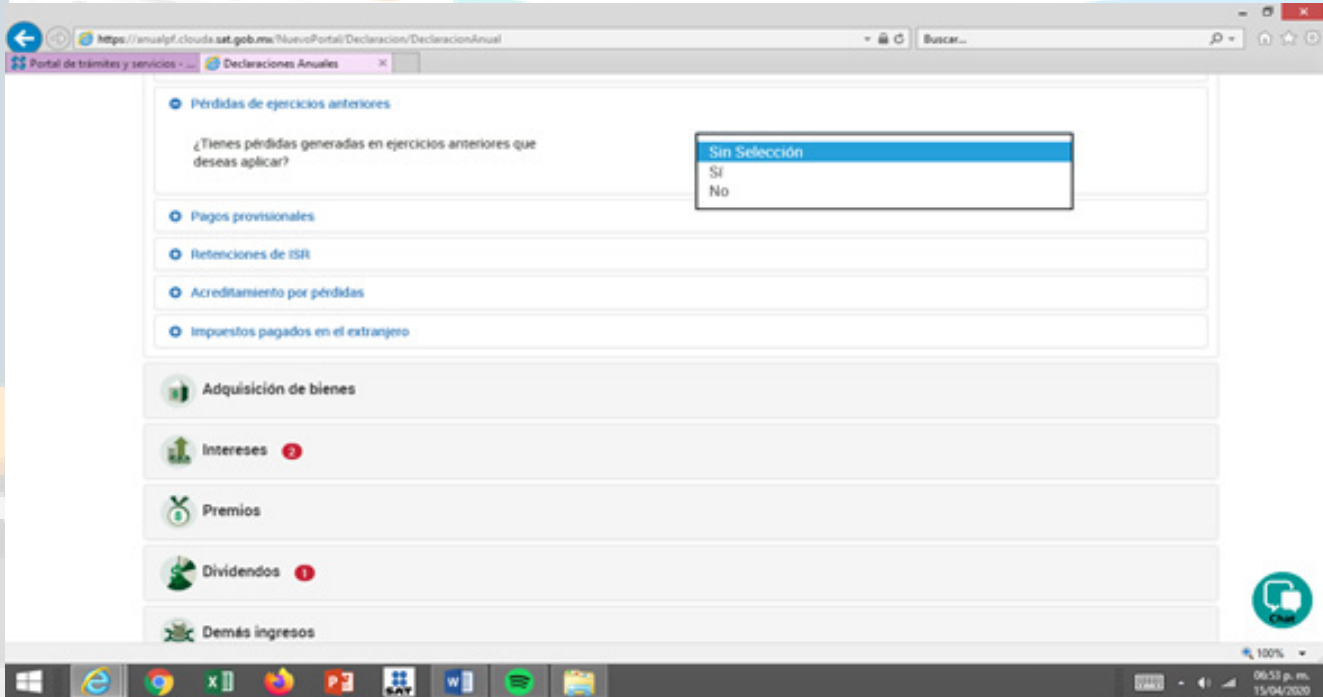 https://anualpf.clouda.sat.gob.mx/NuevoPortal/Declaracion/DeclaracionAnual
Buscar...
Portal de trámites y servicios - ...
Declaraciones Anuales
Pérdidas de ejercicios anteriores
¿Tienes pérdidas generadas en ejercicios anteriores que
deseas aplicar?
Sin Selección
Sí
No
Pagos provisionales
Retenciones de ISR
Acreditamiento por pérdidas
Impuestos pagados en el extranjero
Adquisición de bienes
Intereses 2
Premios
Dividendos 1
Demás ingresos
Chat
100%
SAT
06:53 p. m.
15/04/2020